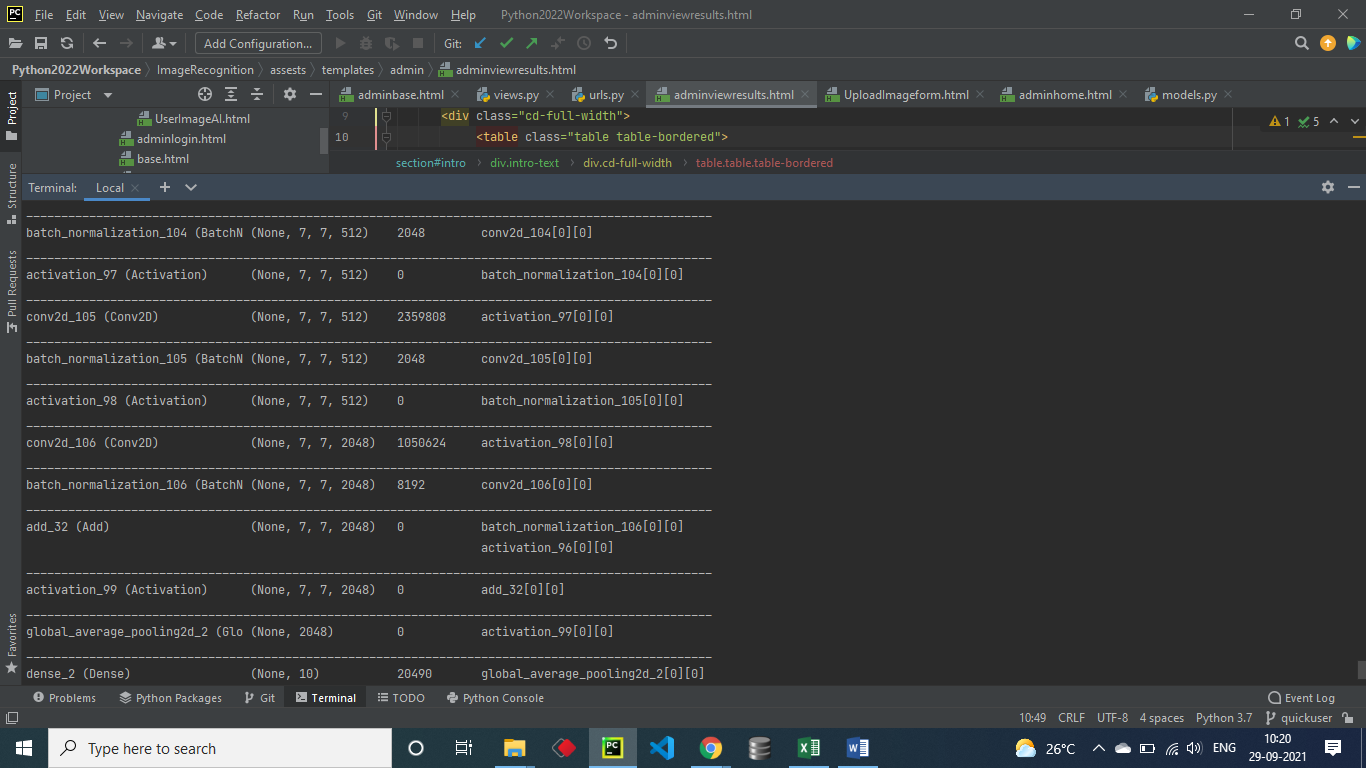 File Edit View Navigate Code Refactor Run Tools Git Window Help Python2022Workspace - adminviewresults.html
Add Configuration... Git:
Python2022Workspace ImageRecognition assests templates admin adminviewresults.html
Project adminbase.html views.py urls.py adminviewresults.html UploadImageform.html adminhome.html models.py
UserImageAI.html
adminlogin.html
base.html
9 <div class="cd-full-width">
10 <table class="table table-bordered">
1 5
section#intro div.intro-text div.cd-full-width table.table.table-bordered
Project
Structure
Pull Requests
Favorites
Terminal: Local
batch_normalization_104 (BatchN (None, 7, 7, 512) 2048 conv2d_104[0][0]
activation_97 (Activation) (None, 7, 7, 512) 0 batch_normalization_104[0][0]
conv2d_105 (Conv2D) (None, 7, 7, 512) 2359808 activation_97[0][0]
batch_normalization_105 (BatchN (None, 7, 7, 512) 2048 conv2d_105[0][0]
activation_98 (Activation) (None, 7, 7, 512) 0 batch_normalization_105[0][0]
conv2d_106 (Conv2D) (None, 7, 7, 2048) 1050624 activation_98[0][0]
batch_normalization_106 (BatchN (None, 7, 7, 2048) 8192 conv2d_106[0][0]
add_32 (Add) (None, 7, 7, 2048) 0 batch_normalization_106[0][0]
activation_96[0][0]
activation_99 (Activation) (None, 7, 7, 2048) 0 add_32[0][0]
global_average_pooling2d_2 (Glo (None, 2048) 0 activation_99[0][0]
dense_2 (Dense) (None, 10) 20490 global_average_pooling2d_2[0][0]
Problems Python Packages Git Terminal TODO Python Console Event Log
10:49 CRLF UTF-8 4 spaces Python 3.7 quickuser
Type here to search
26°C ENG
10:20
29-09-2021